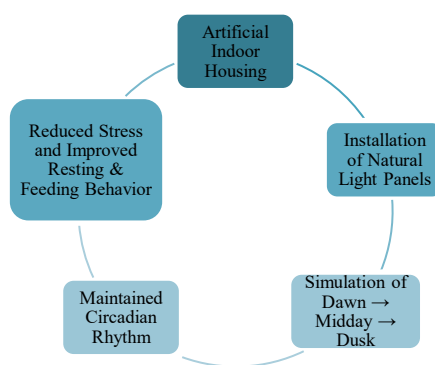 Artificial
Indoor
Housing
Installation
of Natural
Light Panels
Simulation of
Dawn →
Midday →
Dusk
Maintained
Circadian
Rhythm
Reduced Stress
and Improved
Resting &
Feeding Behavior